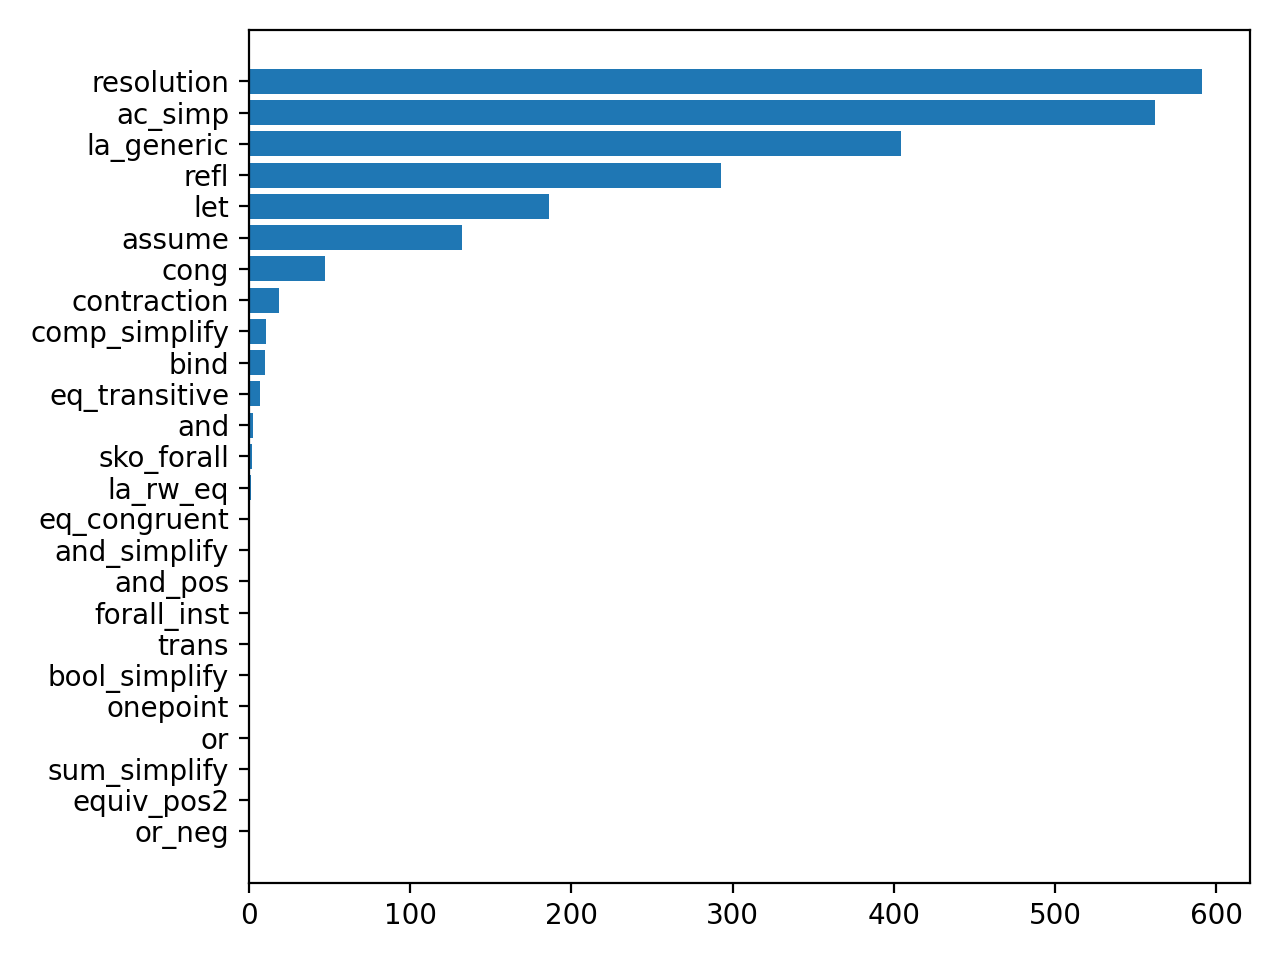 resolution
ac_simp
la_generic
refl
let
assume
cong
contraction
comp_simplify
bind
eq_transitive
and
sko_forall
la_rw_eq
eq_congruent
and_simplify
and_pos
forall_inst
trans
bool_simplify
onepoint
or
sum_simplify
equiv_pos2
or_neg
0 100 200 300 400 500 600